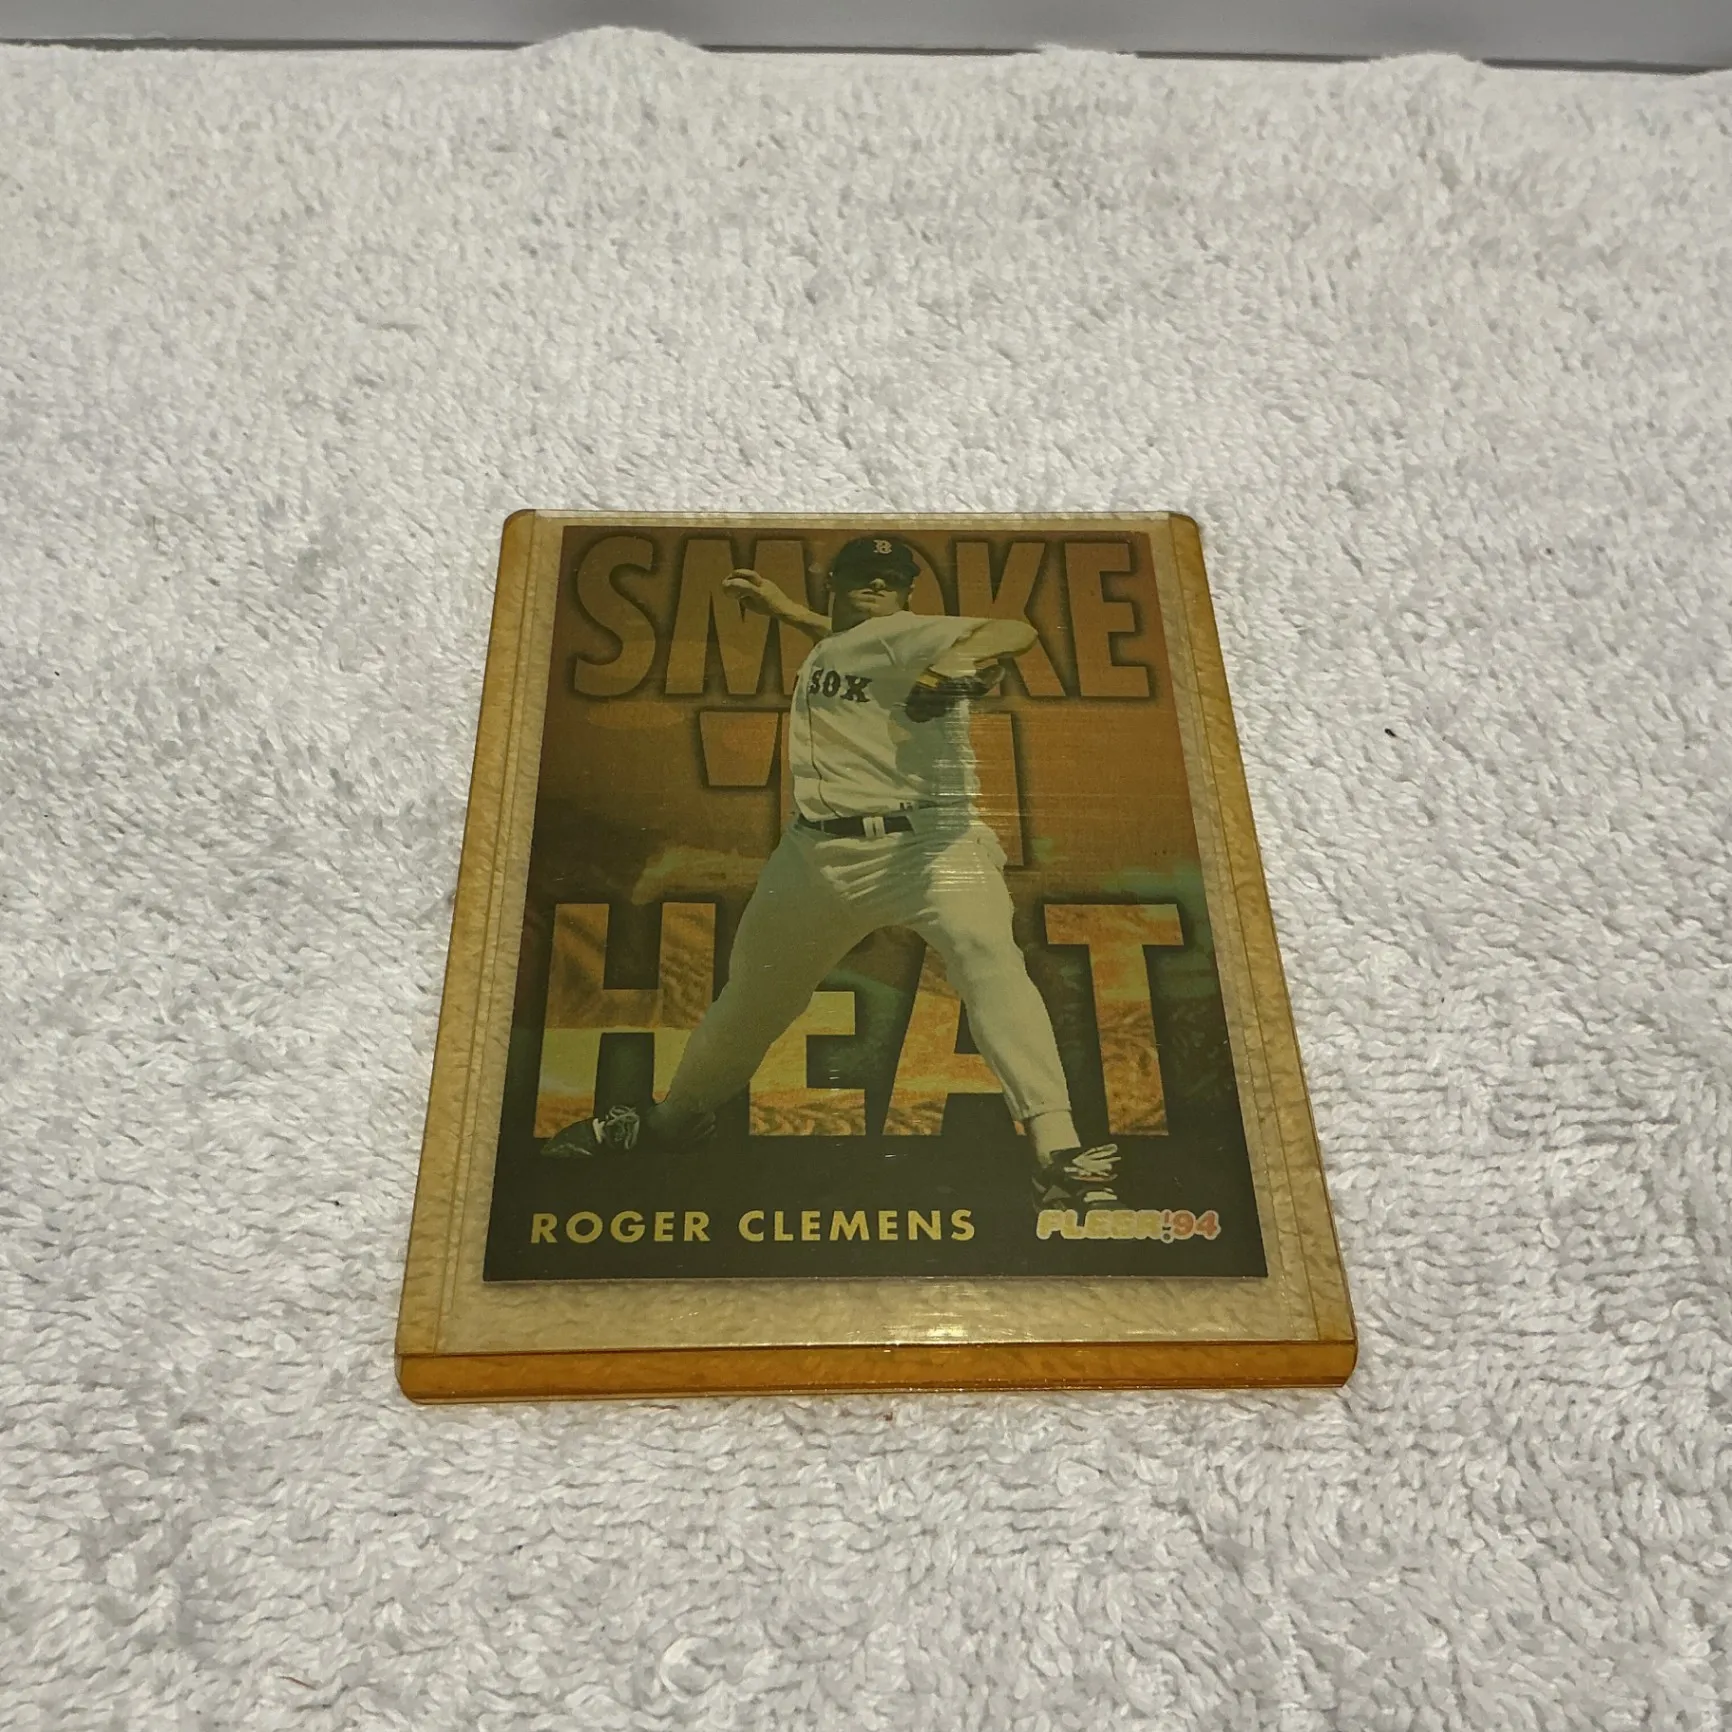 SMOKE
'N
HEAT
B
SOX
ROGER CLEMENS
FLEER '94